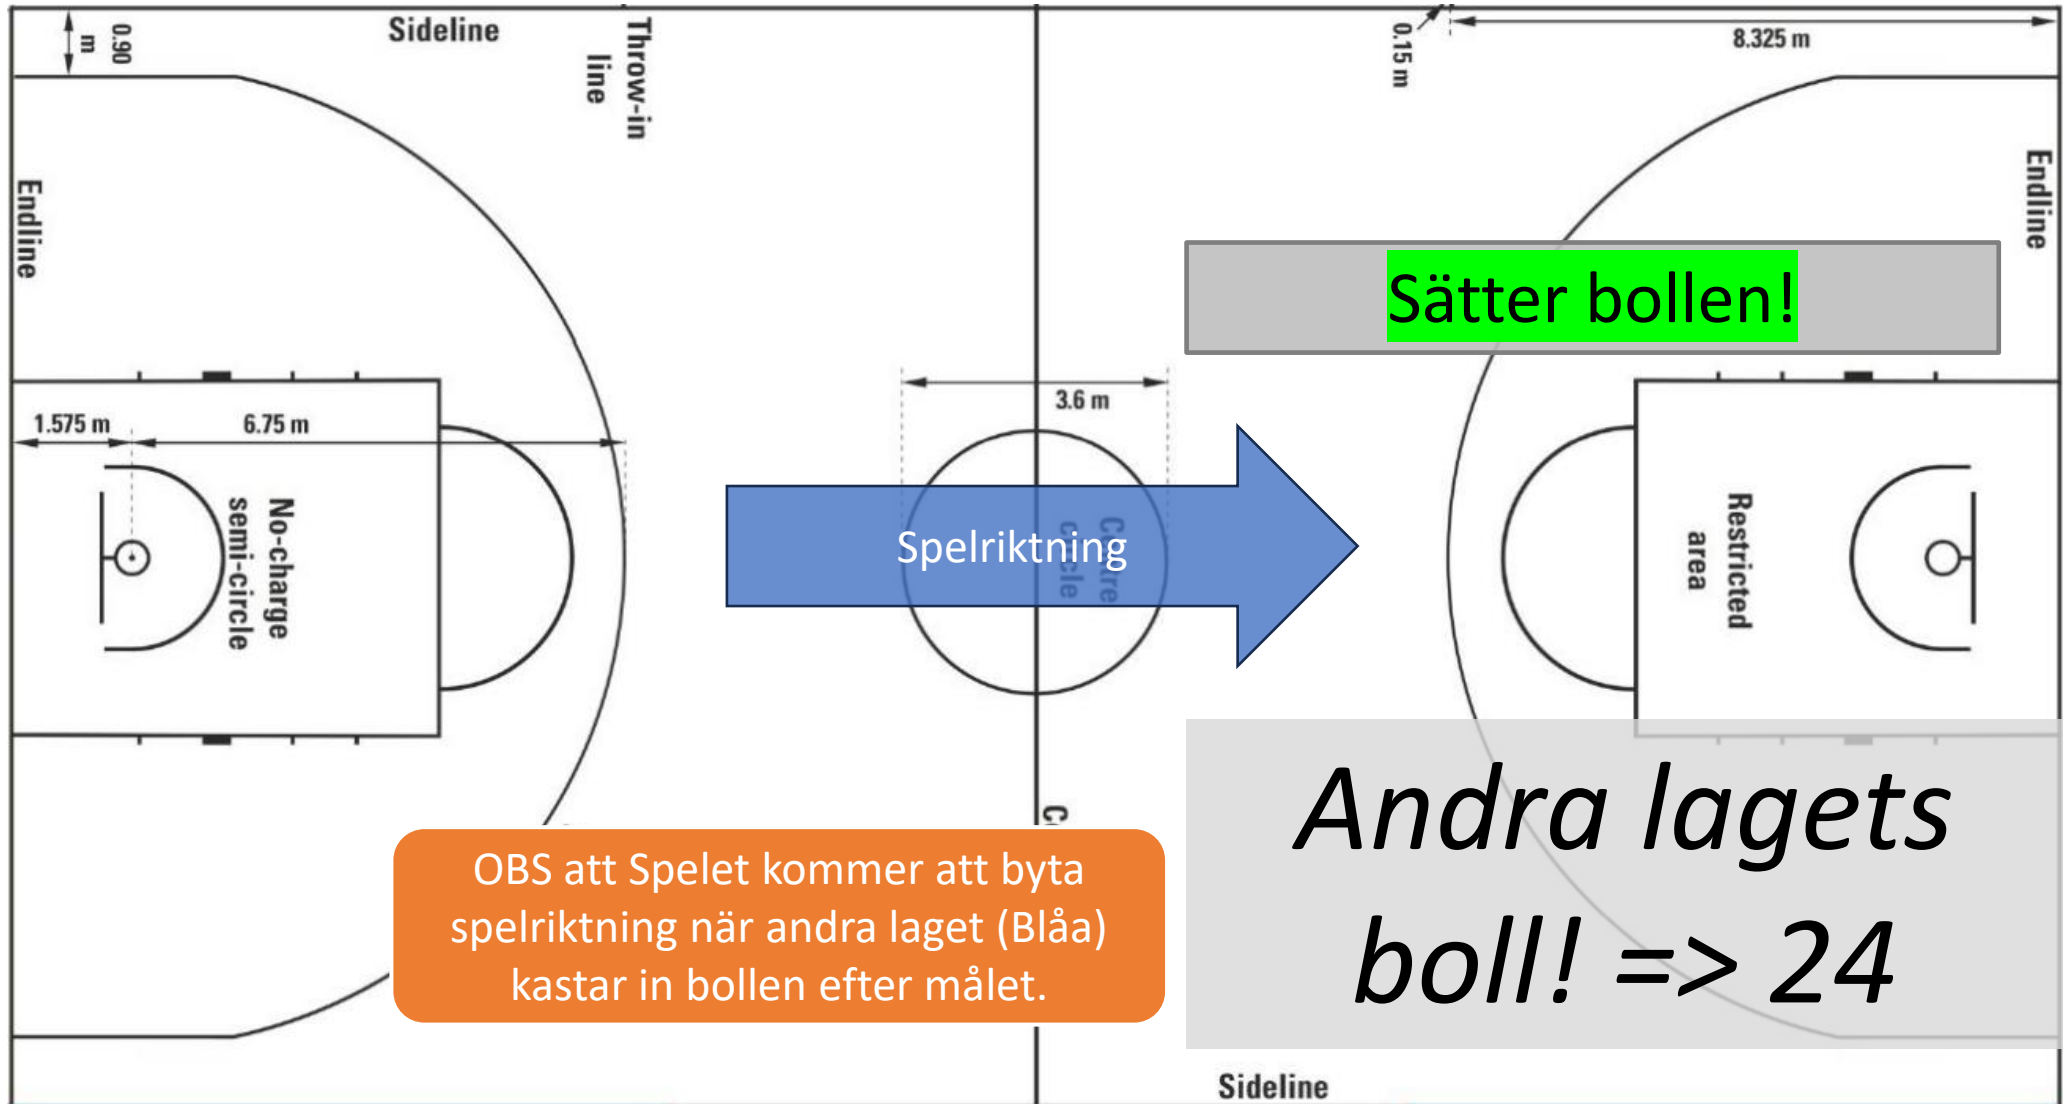 Sideline
0.90
m
Throw-in
line
0.15 m
8.325 m
Endline
Endline
Sätter bollen!
3.6 m
1.575 m
6.75 m
No-charge
semi-circle
Centre
circle
Spelriktning
Restricted
area
Andra lagets
boll! => 24
OBS att Spelet kommer att byta
spelriktning när andra laget (Blåa)
kastar in bollen efter målet.
Sideline